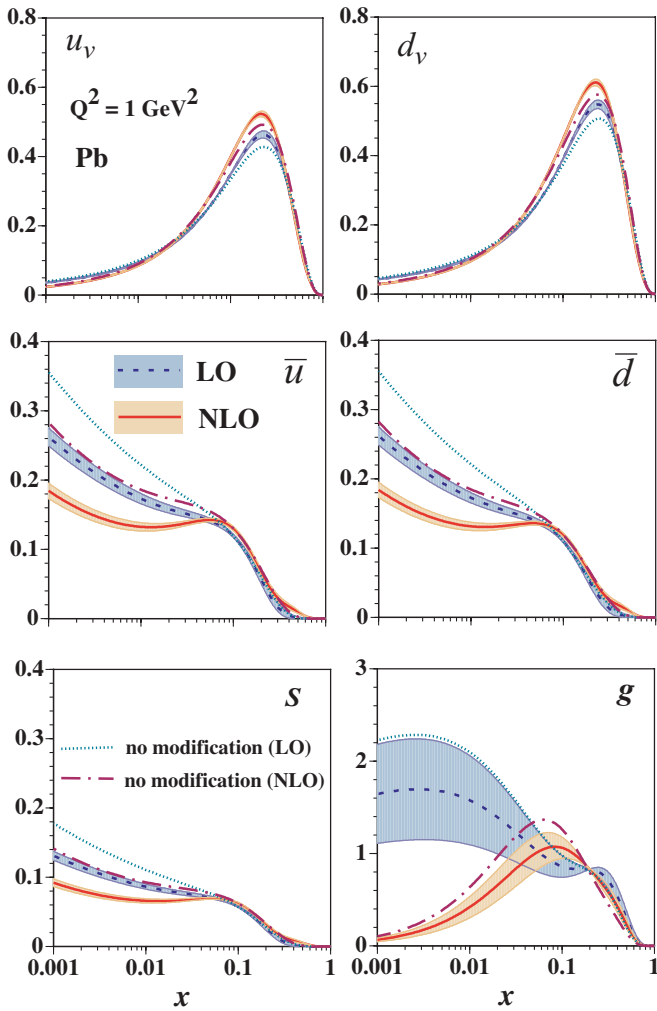 u_v
d_v
0.8
0.6
0.4
0.2
0
0.8
0.6
0.4
0.2
0
Q² = 1 GeV²
Pb
0.4
0.3
0.2
0.1
0
LO
NLO
u̅
0.4
0.3
0.2
0.1
0
d̅
0.4
0.3
0.2
0.1
0
s
no modification (LO)
no modification (NLO)
0.001 0.01 0.1 1
x
3
2
1
0
g
0.001 0.01 0.1 1
x